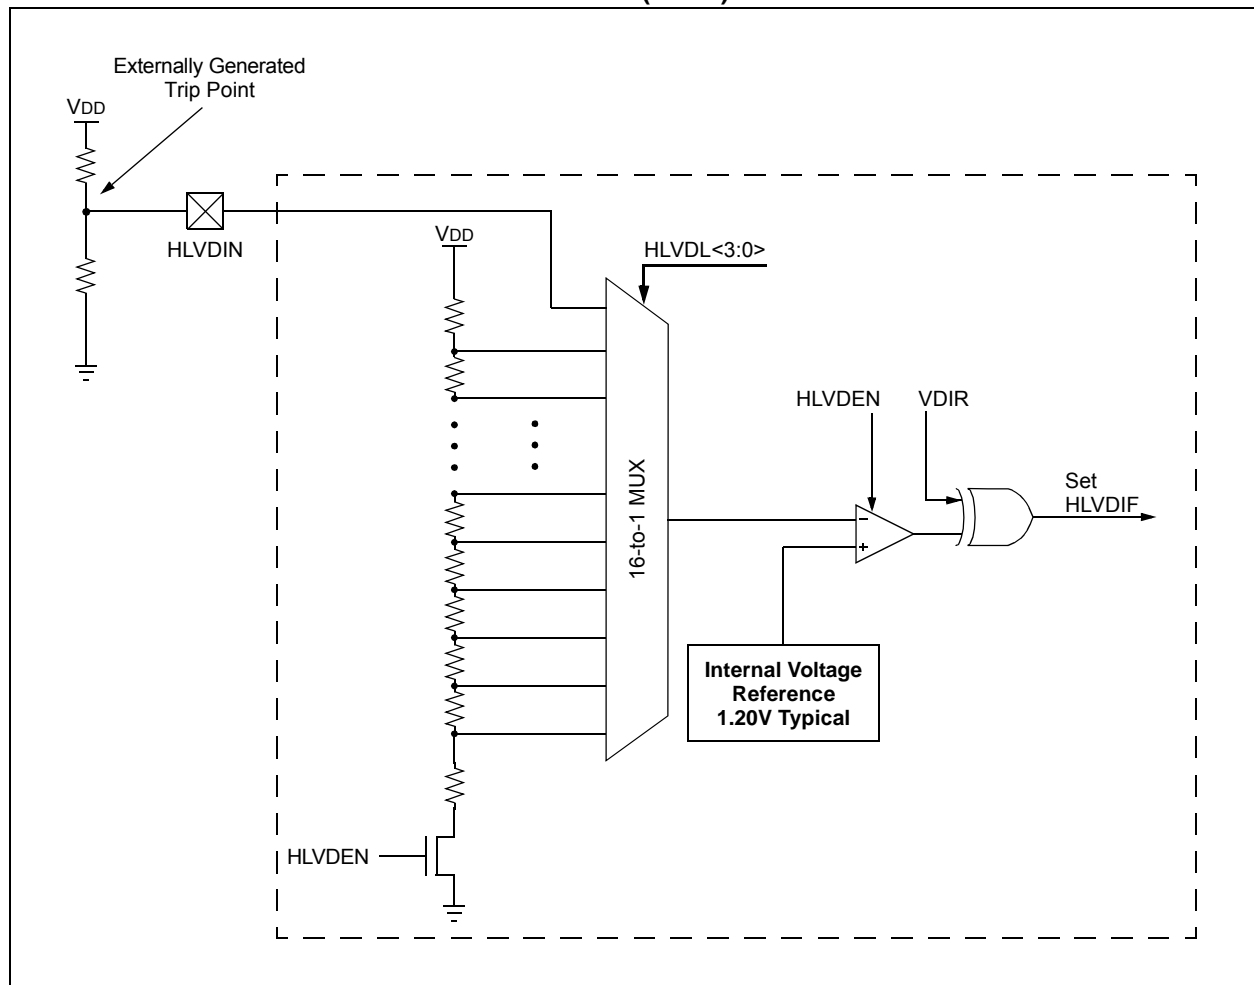 Externally Generated
Trip Point
VDD
HLVDIN
VDD
HLVDL<3:0>
16-to-1 MUX
HLVDEN
VDIR
Set
HLVDIF
–
+
Internal Voltage
Reference
1.20V Typical
HLVDEN